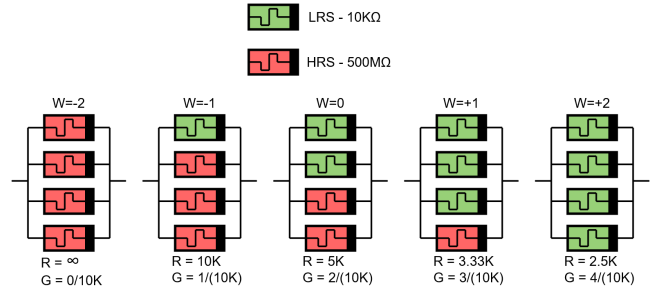 LRS - 10KΩ
HRS - 500MΩ
W=-2 W=-1 W=0 W=+1 W=+2
R = ∞ R = 10K R = 5K R = 3.33K R = 2.5K
G = 0/10K G = 1/(10K) G = 2/(10K) G = 3/(10K) G = 4/(10K)